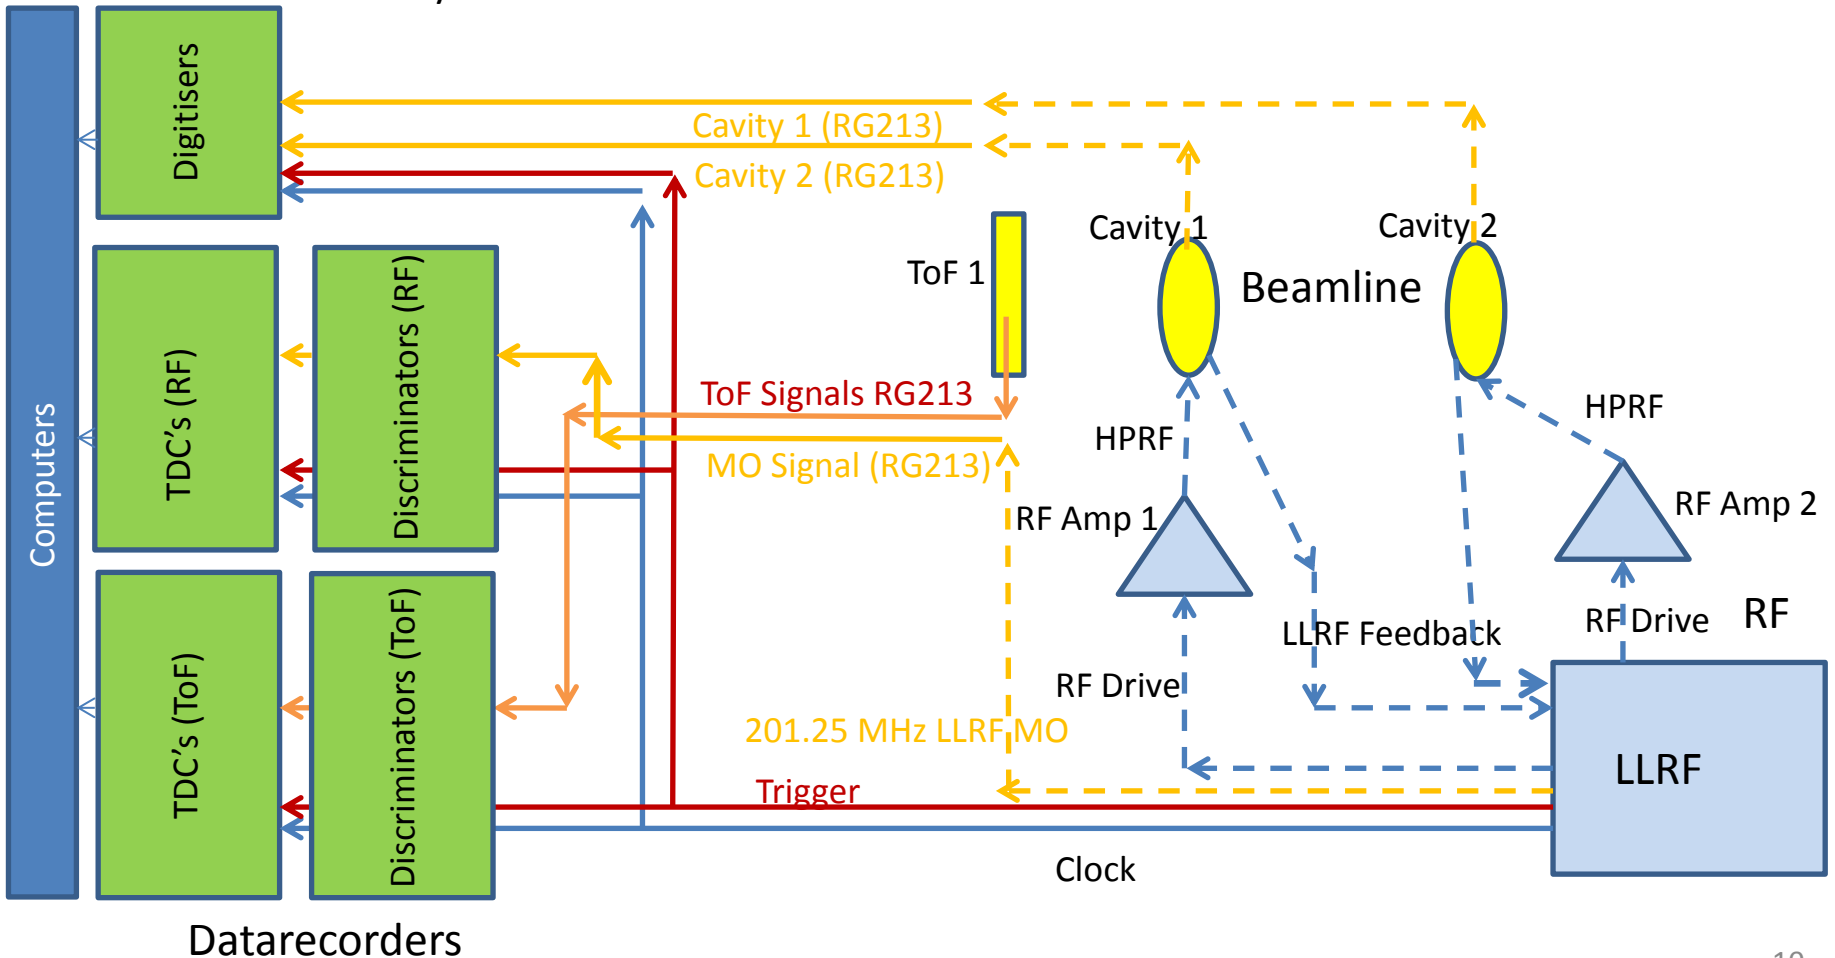 Digitisers
Cavity 1 (RG213)
Cavity 2 (RG213)
Cavity 1
Cavity 2
ToF 1
Beamline
Computers
TDC's (RF)
Discriminators (RF)
ToF Signals RG213
MO Signal (RG213)
HPRF
HPRF
RF Amp 1
RF Amp 2
LLRF Feedback
RF Drive
RF
RF Drive
TDC's (ToF)
Discriminators (ToF)
201.25 MHz LLRF MO
LLRF
Trigger
Clock
Datarecorders